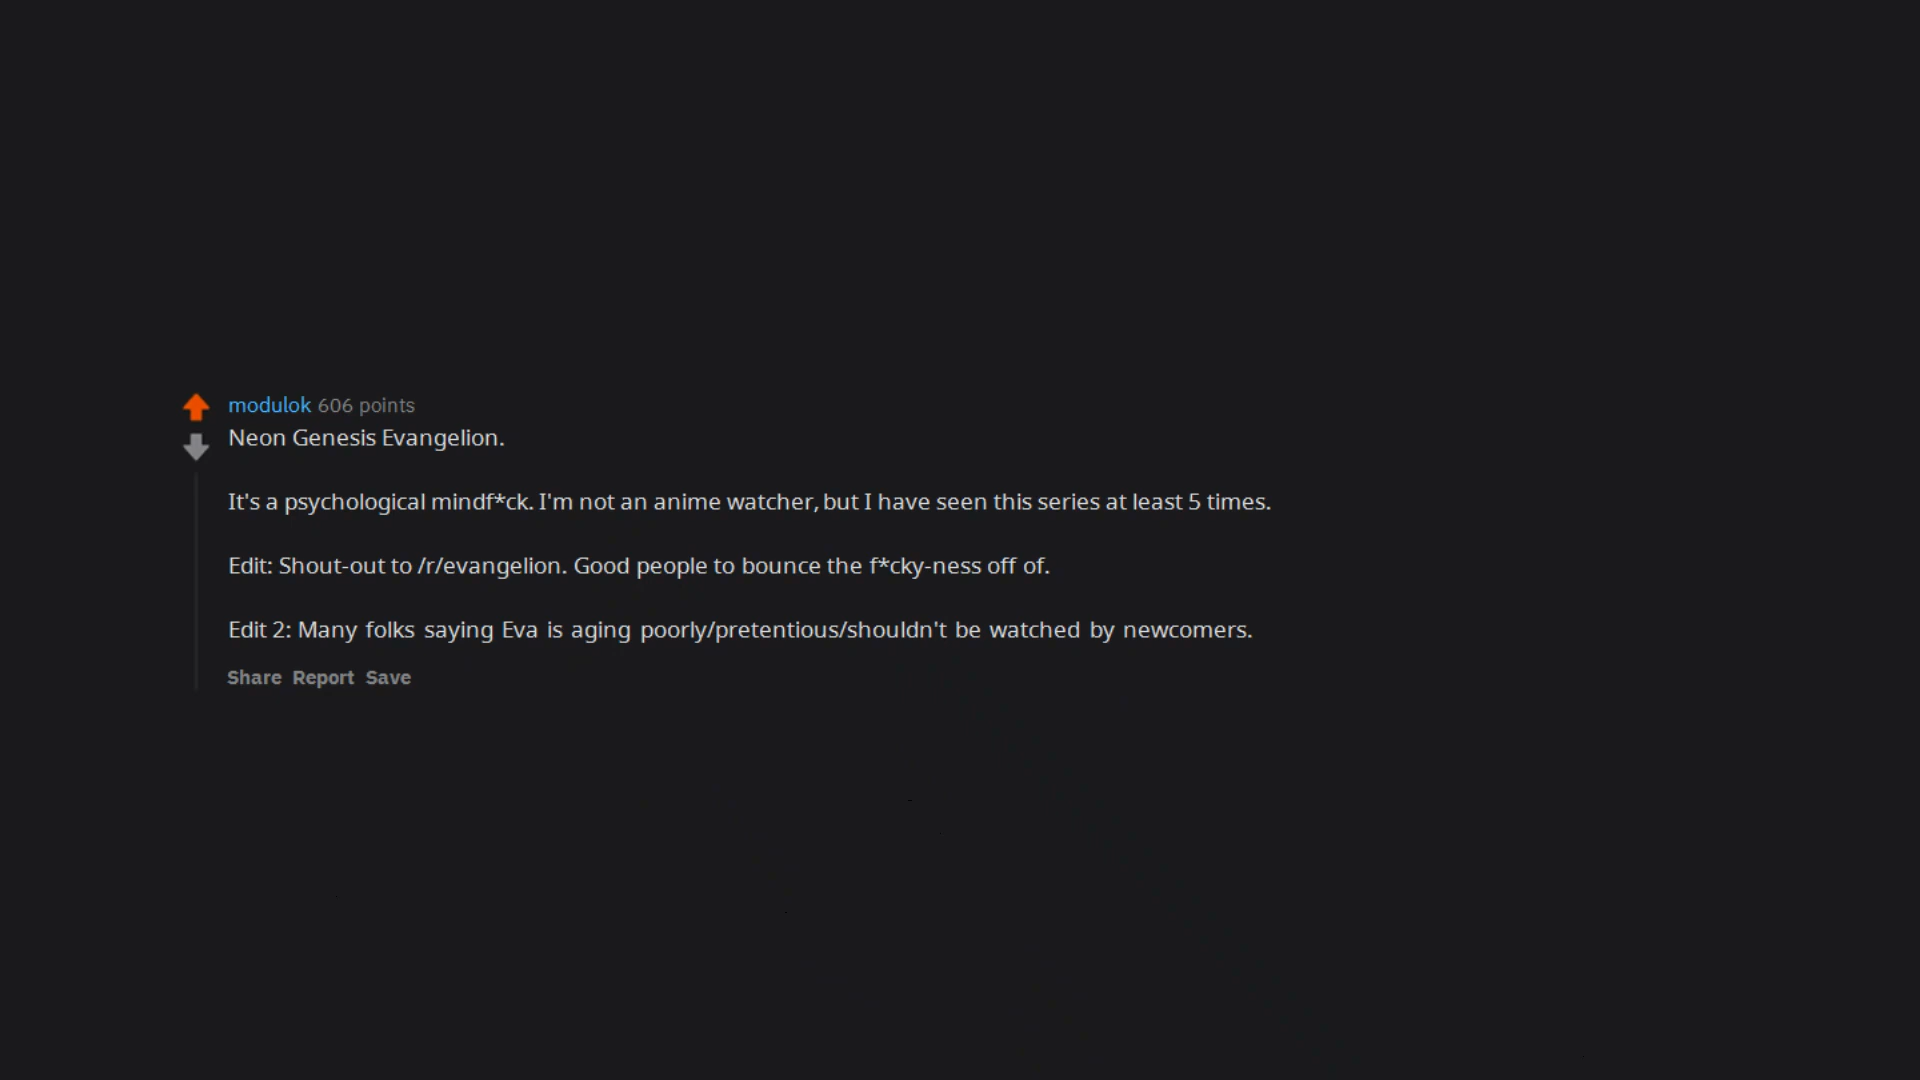 modulok 606 points
Neon Genesis Evangelion.
It's a psychological mindf*ck. I'm not an anime watcher, but I have seen this series at least 5 times.
Edit: Shout-out to /r/evangelion. Good people to bounce the f*cky-ness off of.
Edit 2: Many folks saying Eva is aging poorly/pretentious/shouldn't be watched by newcomers.
Share Report Save